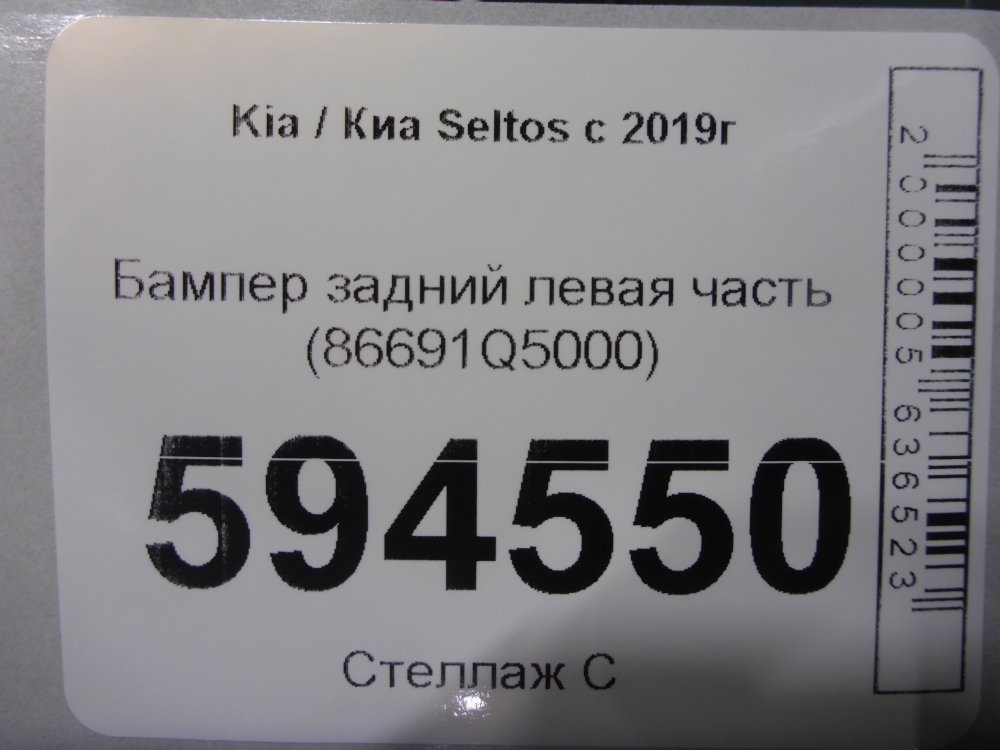 Kia / Киа Seltos с 2019г
Бампер задний левая часть
(86691Q5000)
594550
Стеллаж С
2000005636523